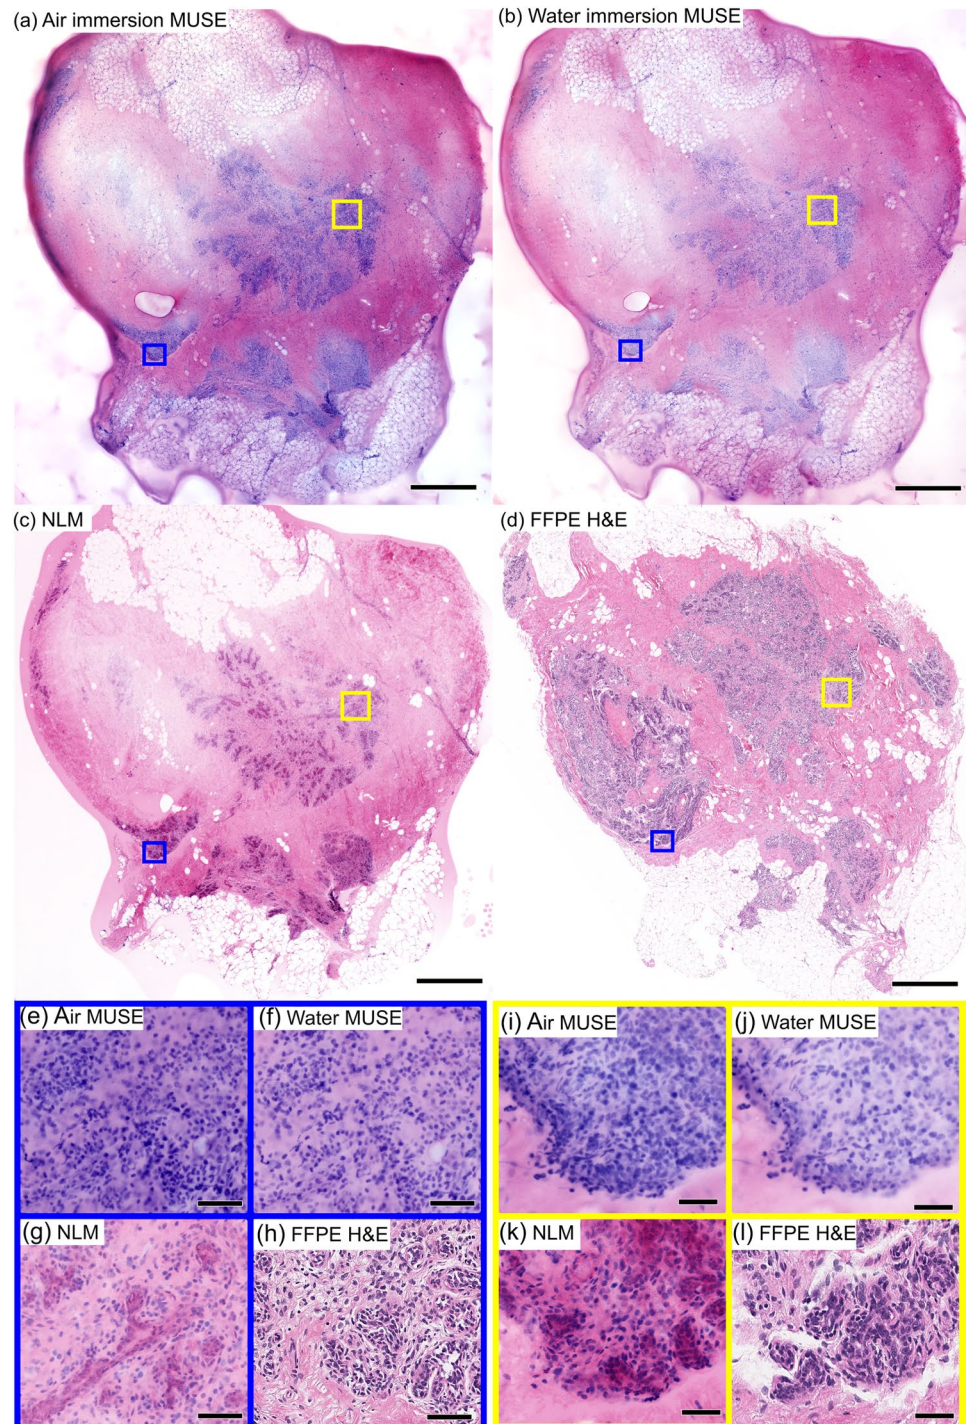 (a) Air immersion MUSE
(b) Water immersion MUSE
(c) NLM
(d) FFPE H&E
(e) Air MUSE
(f) Water MUSE
(i) Air MUSE
(j) Water MUSE
(g) NLM
(h) FFPE H&E
(k) NLM
(l) FFPE H&E